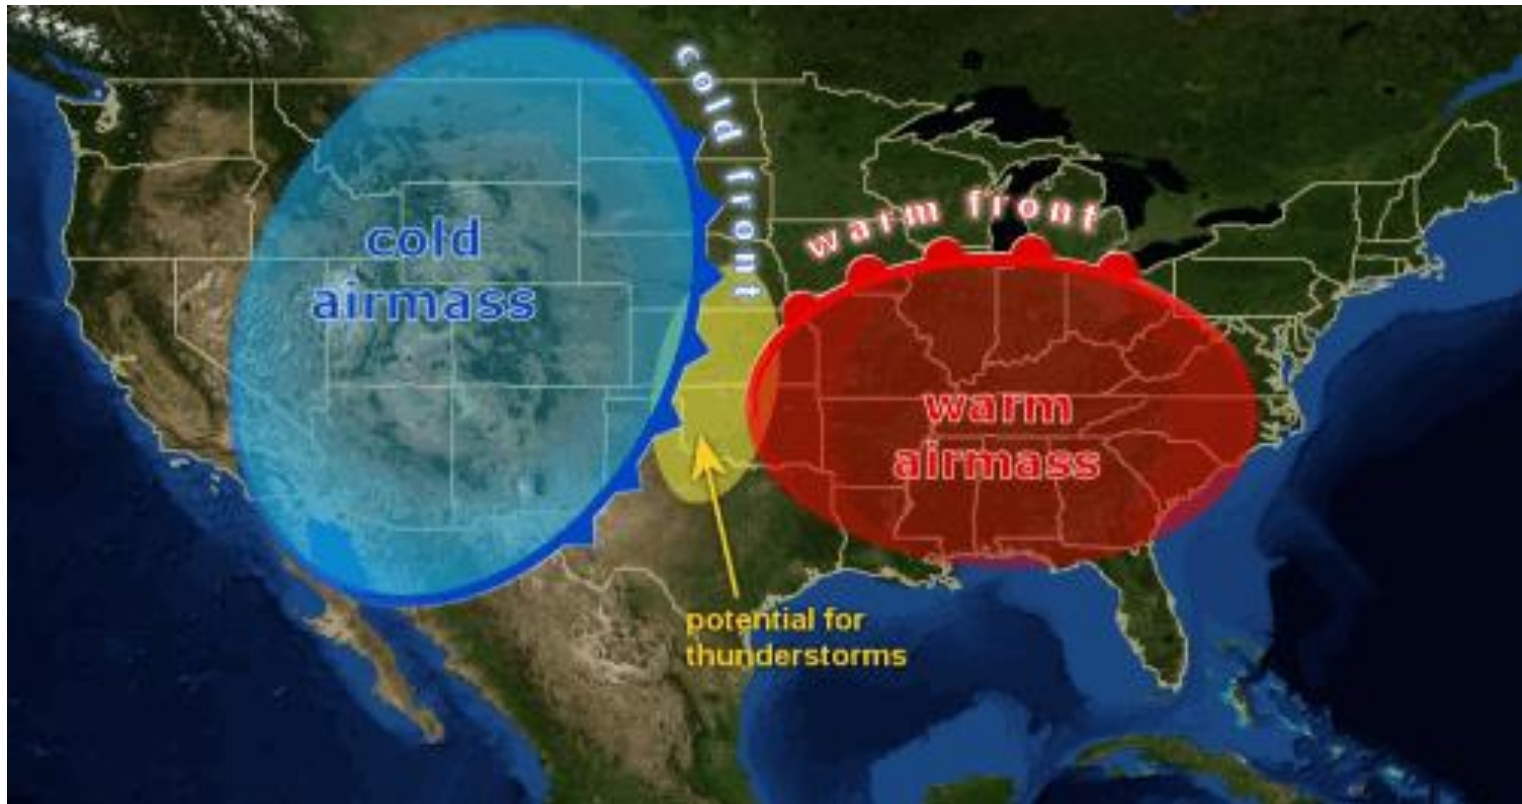 cold front
warm front
cold
airmass
warm
airmass
potential for
thunderstorms